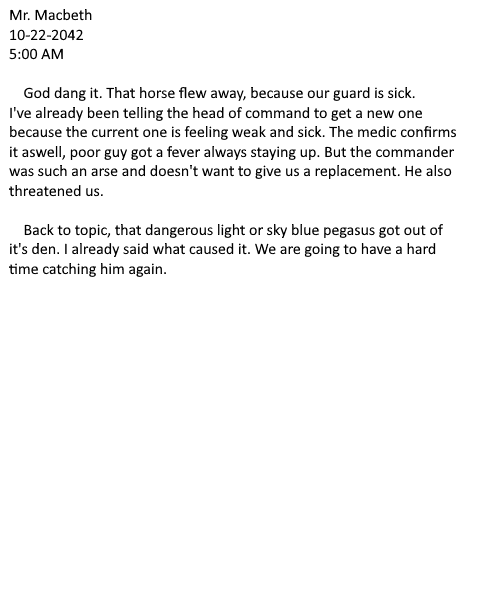 Mr. Macbeth
10-22-2042
5:00 AM
God dang it. That horse flew away, because our guard is sick.
I've already been telling the head of command to get a new one
because the current one is feeling weak and sick. The medic confirms
it aswell, poor guy got a fever always staying up. But the commander
was such an arse and doesn't want to give us a replacement. He also
threatened us.
Back to topic, that dangerous light or sky blue pegasus got out of
it's den. I already said what caused it. We are going to have a hard
time catching him again.